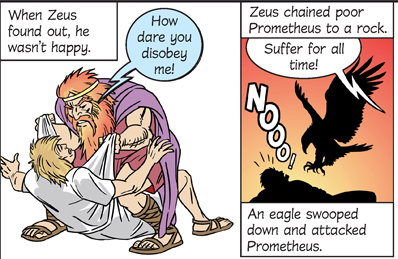 When Zeus
found out, he
wasn't happy.
How
dare you
disobey
me!
Zeus chained poor
Prometheus to a rock.
Suffer for all
time!
NOOO!
An eagle swooped
down and attacked
Prometheus.